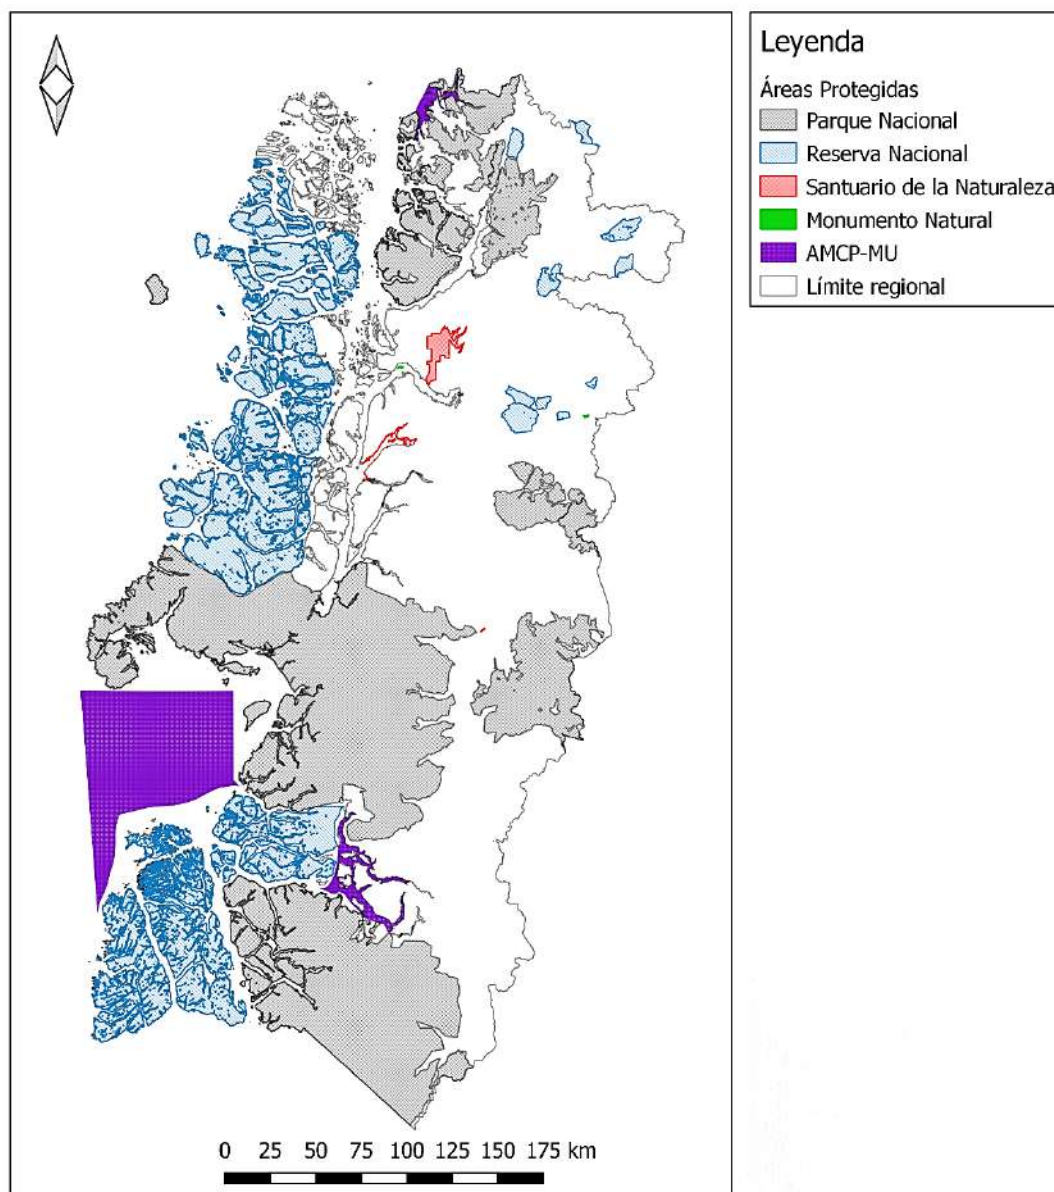 Leyenda
Áreas Protegidas
Parque Nacional
Reserva Nacional
Santuario de la Naturaleza
Monumento Natural
AMCP-MU
Límite regional
0 25 50 75 100 125 150 175 km